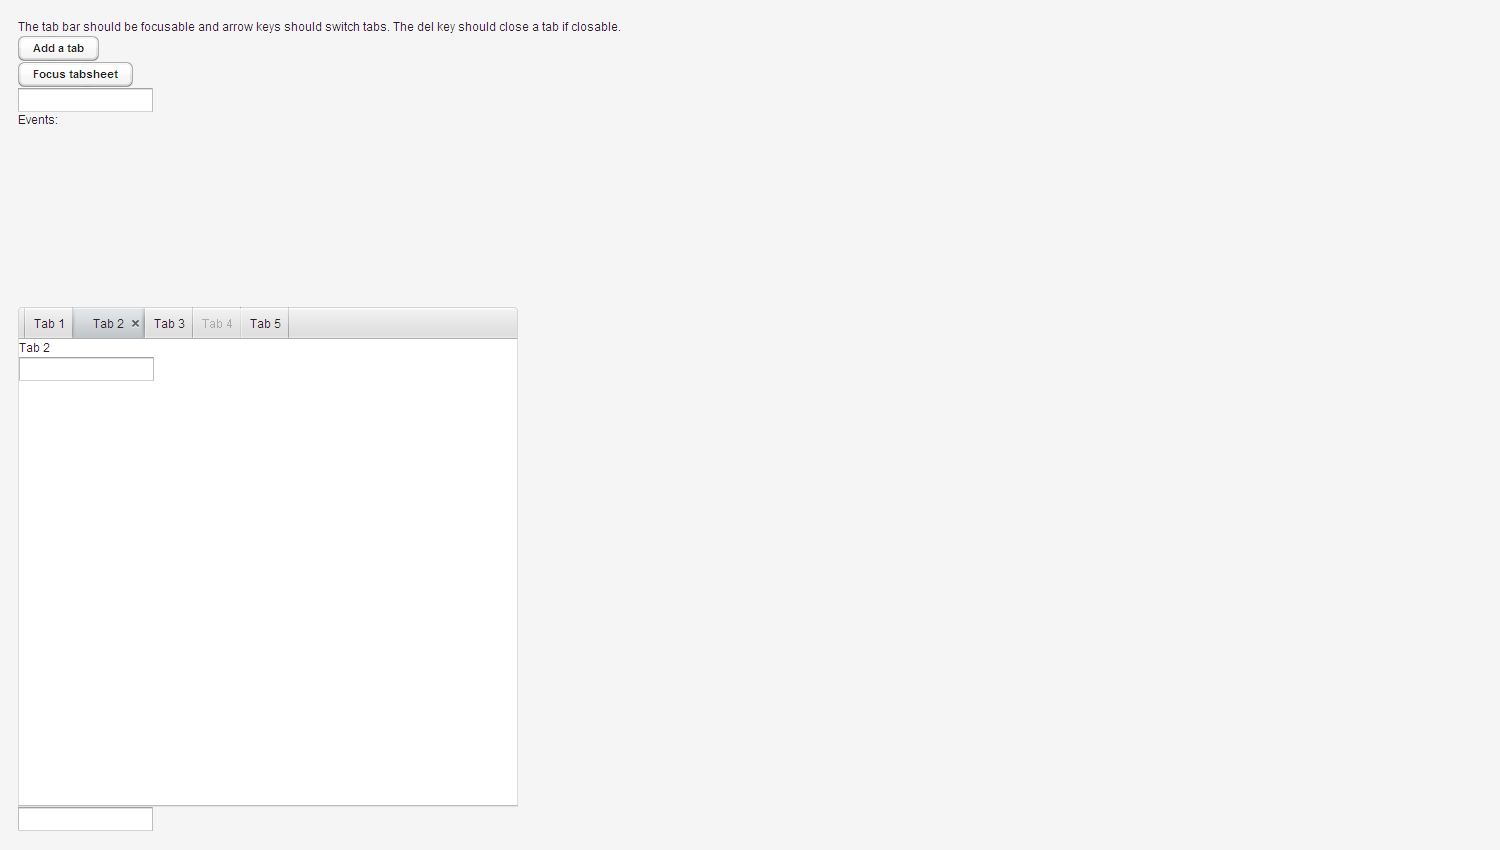 The tab bar should be focusable and arrow keys should switch tabs. The del key should close a tab if closable.
Add a tab
Focus tabsheet
Events:
Tab 1 Tab 2 Tab 3 Tab 4 Tab 5
Tab 2